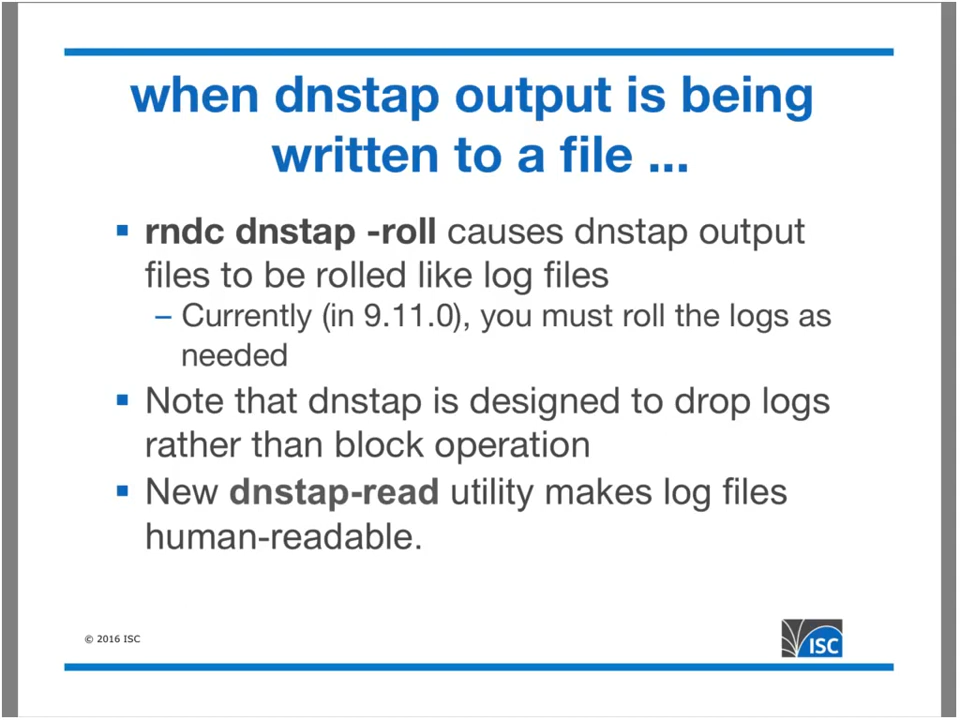 when dnstap output is being
written to a file ...
▪ rndc dnstap -roll causes dnstap output
files to be rolled like log files
– Currently (in 9.11.0), you must roll the logs as
needed
▪ Note that dnstap is designed to drop logs
rather than block operation
▪ New dnstap-read utility makes log files
human-readable.
© 2016 ISC
ISC